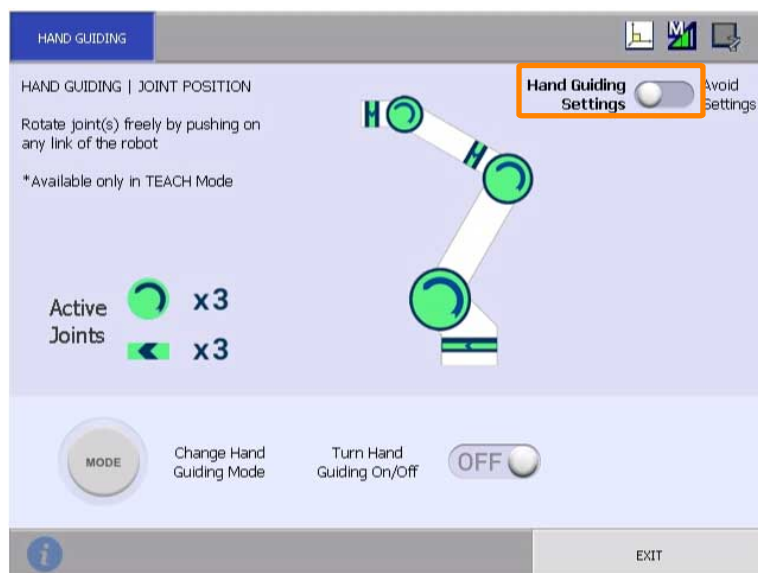 HAND GUIDING
M
HAND GUIDING | JOINT POSITION
Hand Guiding
Settings
Avoid
Settings
Rotate joint(s) freely by pushing on
any link of the robot
*Available only in TEACH Mode
Active
Joints
x3
x3
MODE
Change Hand
Guiding Mode
Turn Hand
Guiding On/Off
OFF
i
EXIT